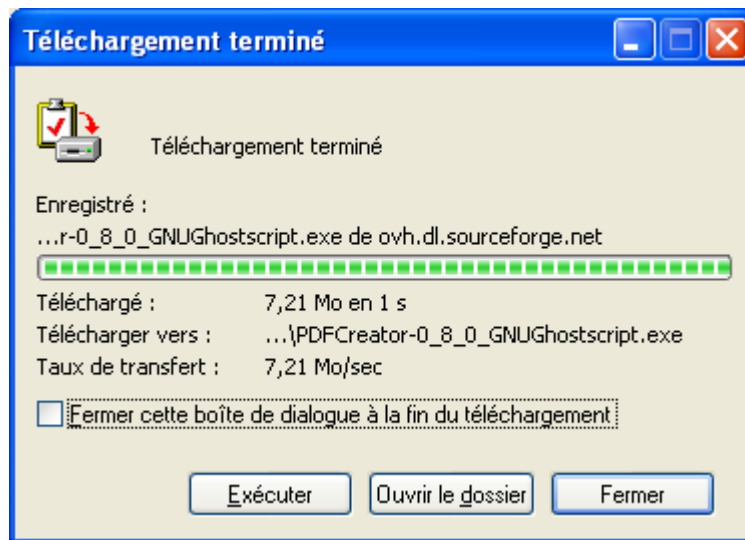 Téléchargement terminé
Téléchargement terminé
Enregistré :
...r-0_8_0_GNUGhostscript.exe de ovh.dl.sourceforge.net
Téléchargé : 7,21 Mo en 1 s
Télécharger vers : ...\PDFCreator-0_8_0_GNUGhostscript.exe
Taux de transfert : 7,21 Mo/sec
Fermer cette boîte de dialogue à la fin du téléchargement
Exécuter Ouvrir le dossier Fermer